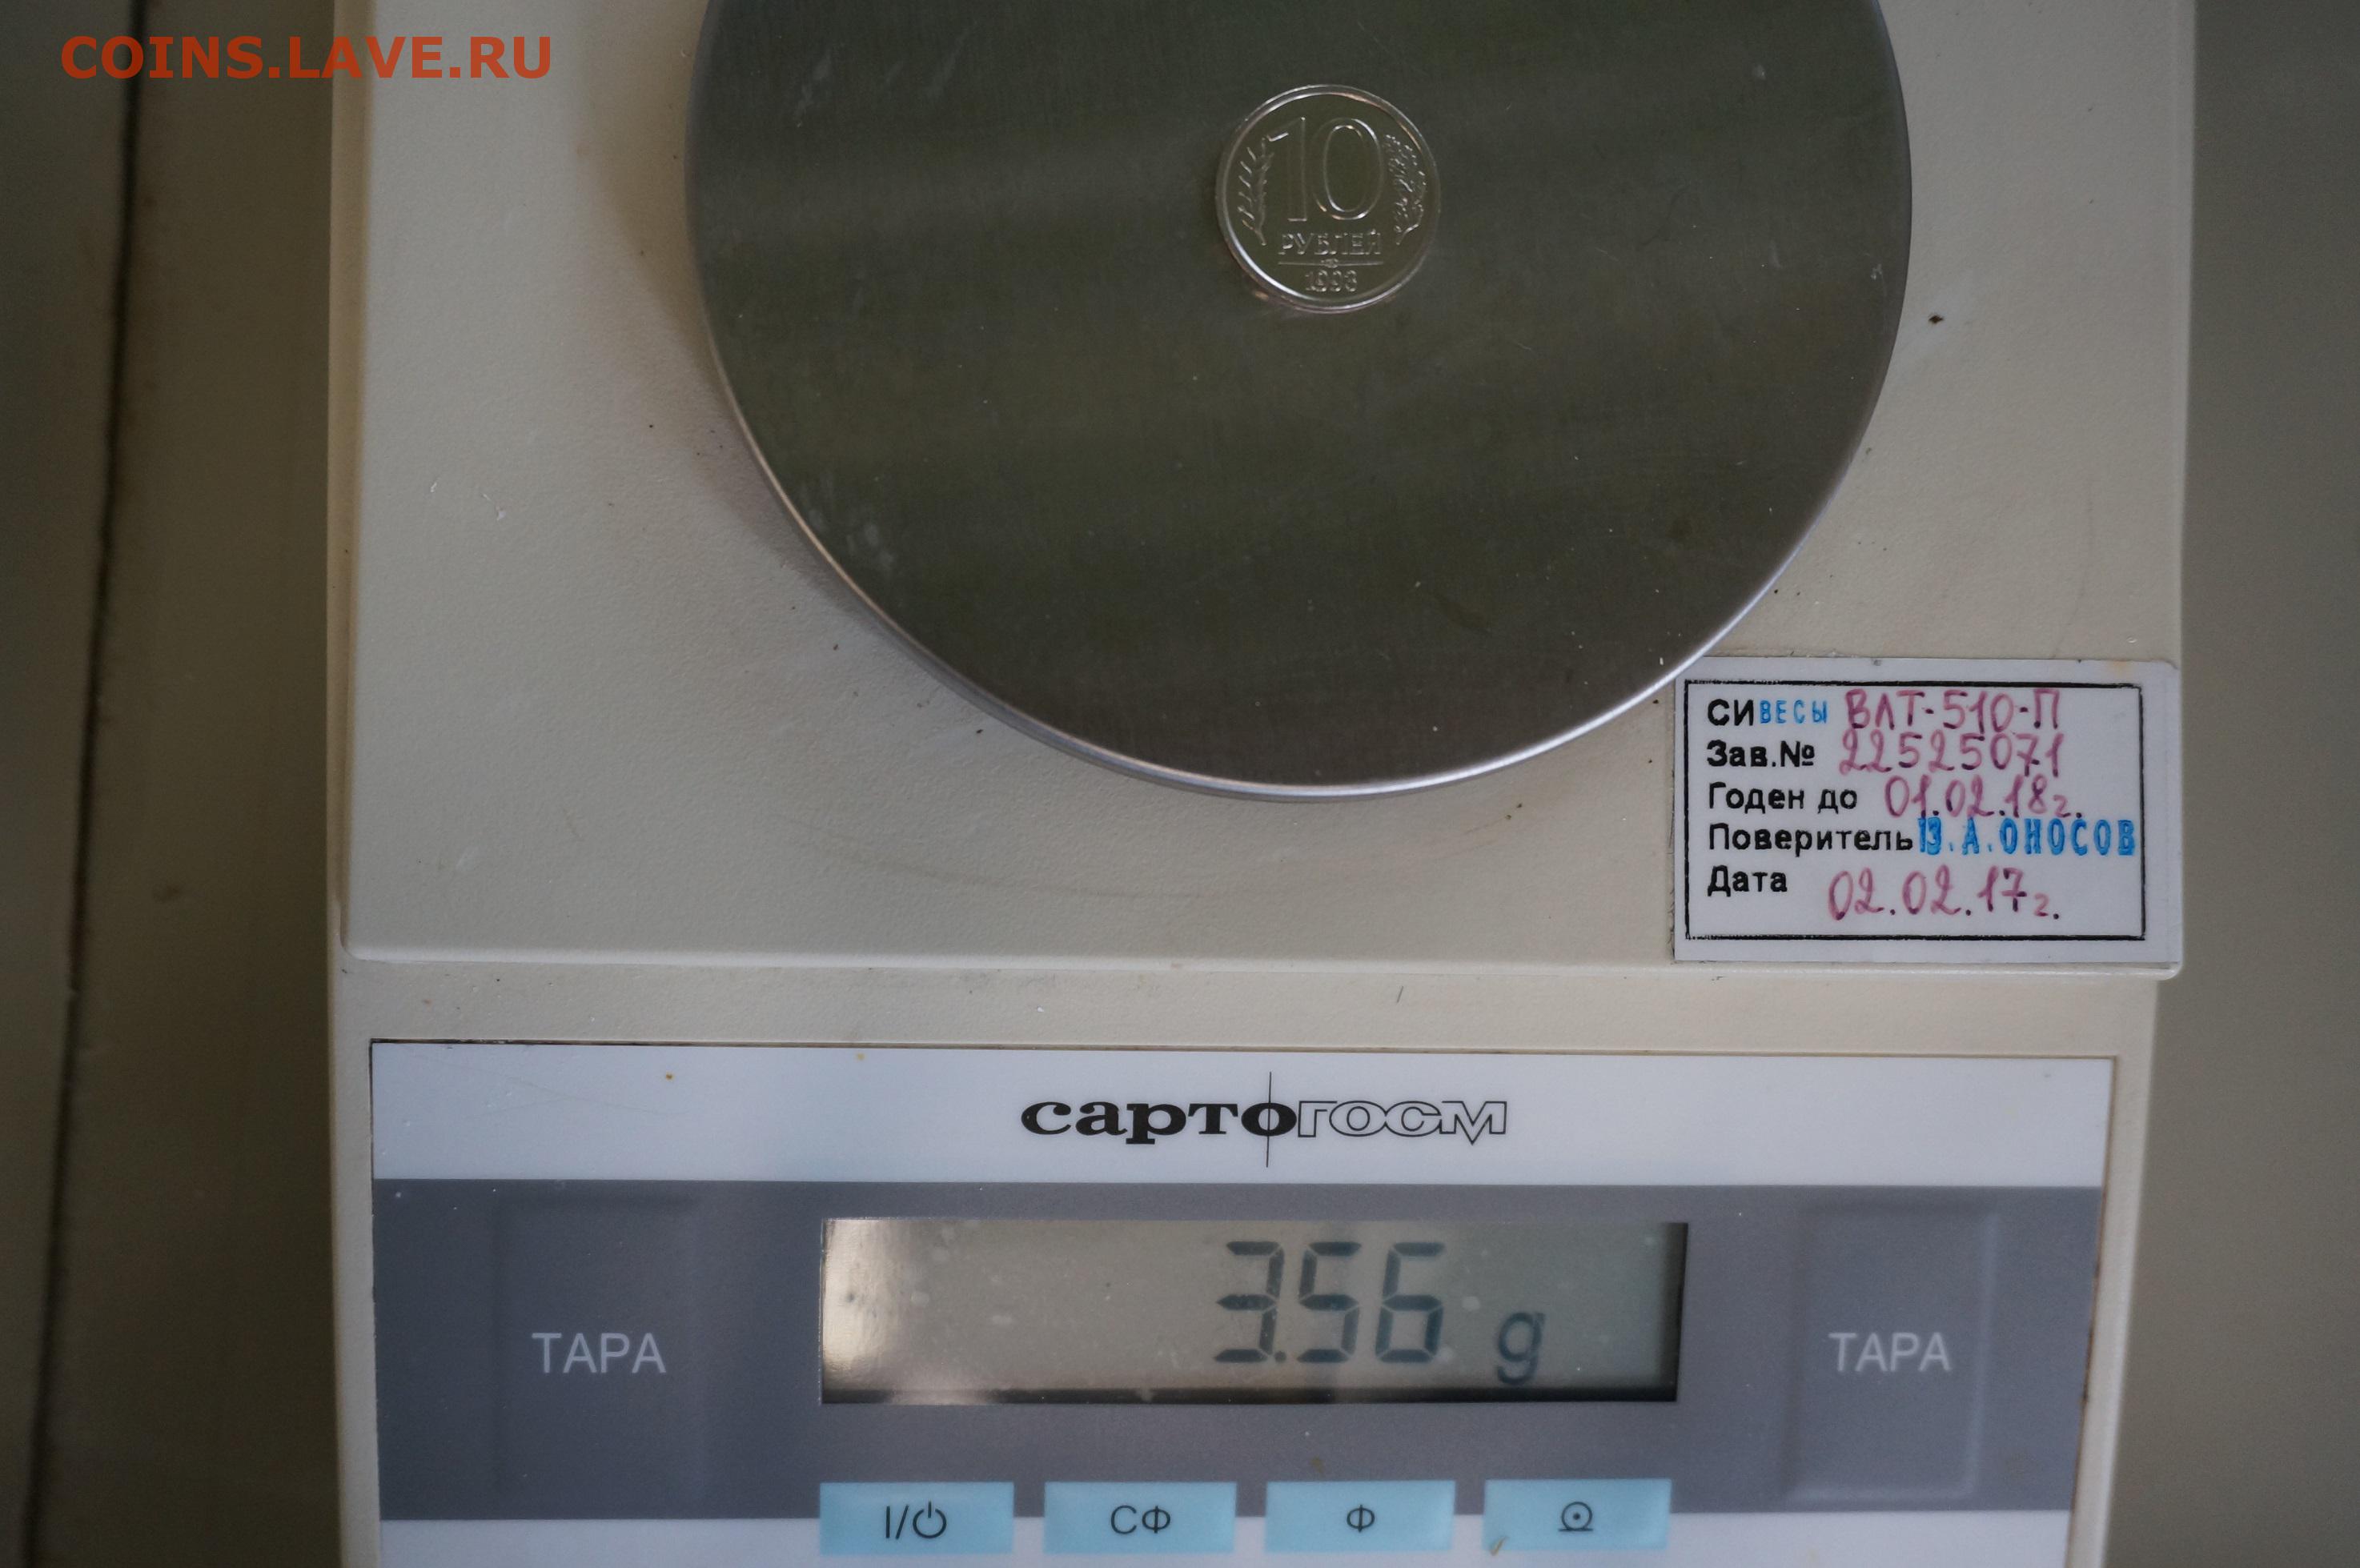 COINS.LAVE.RU
10
РУБЛЕЙ
1993
СИ ВЕСЫ ВЛТ-510-П
Зав.№ 22525071
Годен до 01.02.18г.
Поверитель В.А.ОНОСОВ
Дата 02.02.17г.
сартогосм
ТАРА
3.56 g
ТАРА
I/⏻
СФ
Ф